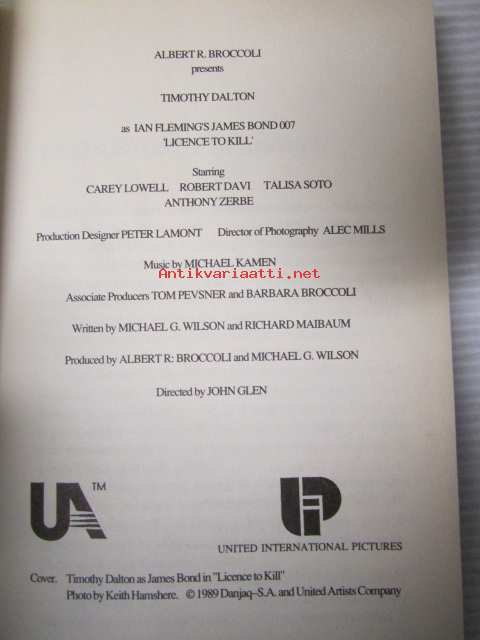 ALBERT R. BROCCOLI
presents
TIMOTHY DALTON
as IAN FLEMING'S JAMES BOND 007
'LICENCE TO KILL'
Starring
CAREY LOWELL ROBERT DAVI TALISA SOTO
ANTHONY ZERBE
Production Designer PETER LAMONT Director of Photography ALEC MILLS
Music by MICHAEL KAMEN
Antikvariaatti.net
Associate Producers TOM PEVSNER and BARBARA BROCCOLI
Written by MICHAEL G. WILSON and RICHARD MAIBAUM
Produced by ALBERT R: BROCCOLI and MICHAEL G. WILSON
Directed by JOHN GLEN
UA TM
UIP
UNITED INTERNATIONAL PICTURES
Cover. Timothy Dalton as James Bond in "Licence to Kill"
Photo by Keith Hamshere. © 1989 Danjaq–S.A. and United Artists Company